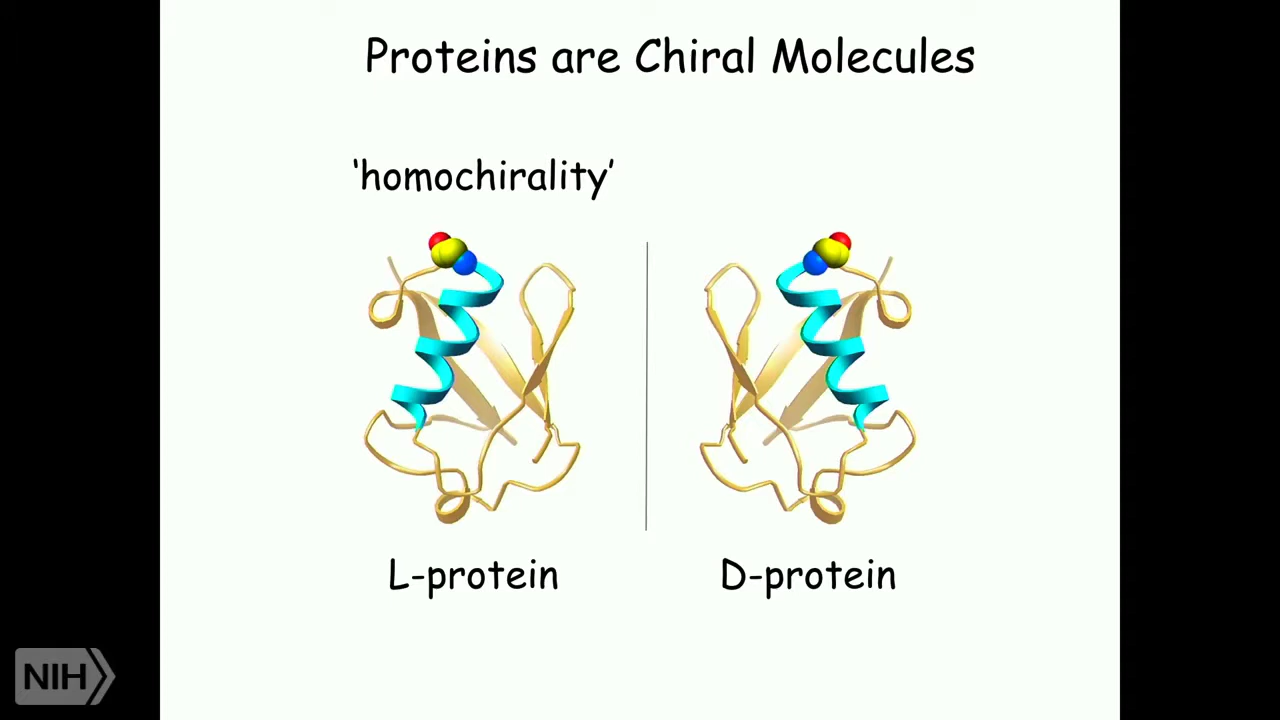 Proteins are Chiral Molecules
'homochirality'
L-protein
D-protein
NIH